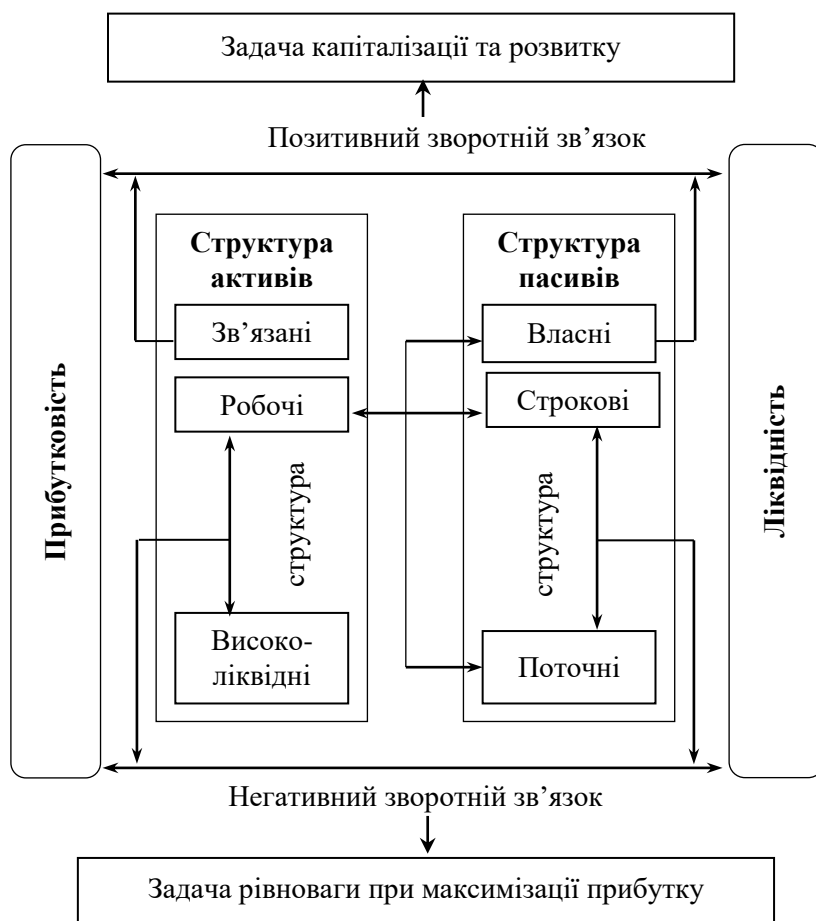 Задача капіталізації та розвитку
Позитивний зворотній зв’язок
Прибутковість
Структура
активів
Зв’язані
Робочі
структура
Високо-
ліквідні
Структура
пасивів
Власні
Строкові
структура
Поточні
Ліквідність
Негативний зворотній зв’язок
Задача рівноваги при максимізації прибутку